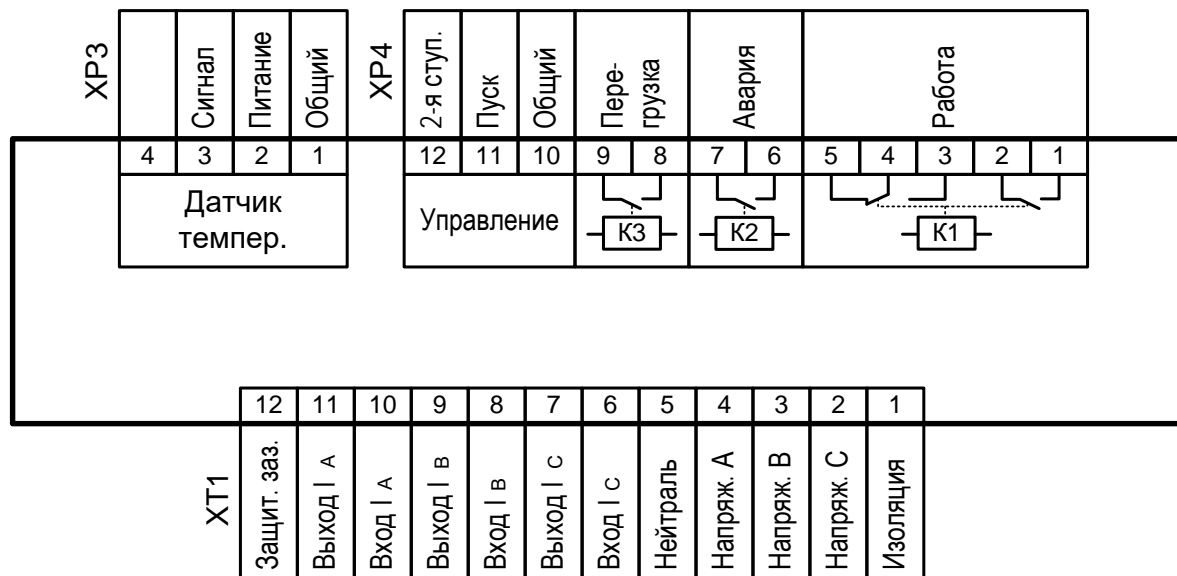 XP3
Сигнал
Питание
Общий
4 3 2 1
Датчик
темпер.
XP4
2-я ступ.
Пуск
Общий
Пере-
грузка
Авария
Работа
12 11 10 9 8 7 6 5 4 3 2 1
Управление
К3
К2
К1
XT1
12 11 10 9 8 7 6 5 4 3 2 1
Защит. заз.
Выход I A
Вход I A
Выход I B
Вход I B
Выход I C
Вход I C
Нейтраль
Напряж. A
Напряж. B
Напряж. C
Изоляция